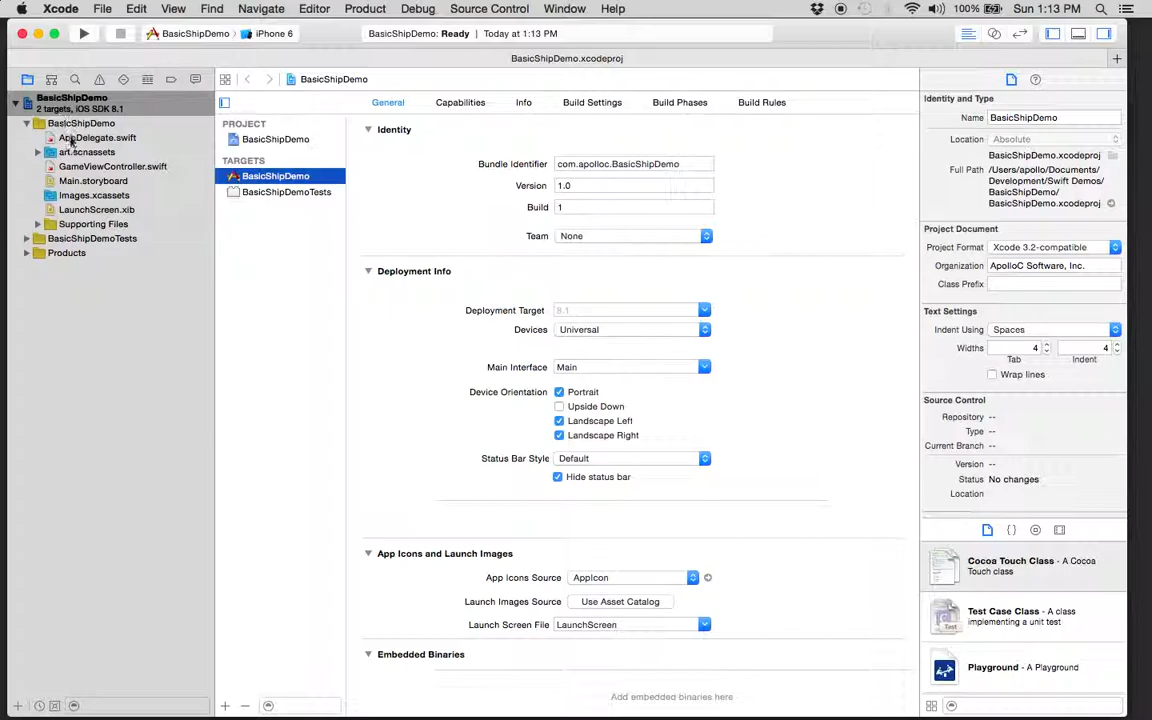 Xcode File Edit View Find Navigate Editor Product Debug Source Control Window Help 100% Sun 1:13 PM
BasicShipDemo iPhone 6 BasicShipDemo: Ready Today at 1:13 PM
BasicShipDemo.xcodeproj
BasicShipDemo
2 targets, iOS SDK 8.1
BasicShipDemo
AppDelegate.swift
art.scnassets
GameViewController.swift
Main.storyboard
Images.xcassets
LaunchScreen.xib
Supporting Files
BasicShipDemoTests
Products
BasicShipDemo
General Capabilities Info Build Settings Build Phases Build Rules
PROJECT
BasicShipDemo
TARGETS
BasicShipDemo
BasicShipDemoTests
Identity
Bundle Identifier com.apolloc.BasicShipDemo
Version 1.0
Build 1
Team None
Deployment Info
Deployment Target 8.1
Devices Universal
Main Interface Main
Device Orientation Portrait
Upside Down
Landscape Left
Landscape Right
Status Bar Style Default
Hide status bar
App Icons and Launch Images
App Icons Source AppIcon
Launch Images Source Use Asset Catalog
Launch Screen File LaunchScreen
Embedded Binaries
Add embedded binaries here
Identity and Type
Name BasicShipDemo
Location Absolute
BasicShipDemo.xcodeproj
Full Path /Users/apollo/Documents/
Development/Swift Demos/
BasicShipDemo/
BasicShipDemo.xcodeproj
Project Document
Project Format Xcode 3.2-compatible
Organization ApolloC Software, Inc.
Class Prefix
Text Settings
Indent Using Spaces
Widths 4 4
Tab Indent
Wrap lines
Source Control
Repository --
Type --
Current Branch --
Version --
Status No changes
Location
Cocoa Touch Class - A Cocoa
Touch class
Test Case Class - A class
implementing a unit test
Test
Playground - A Playground